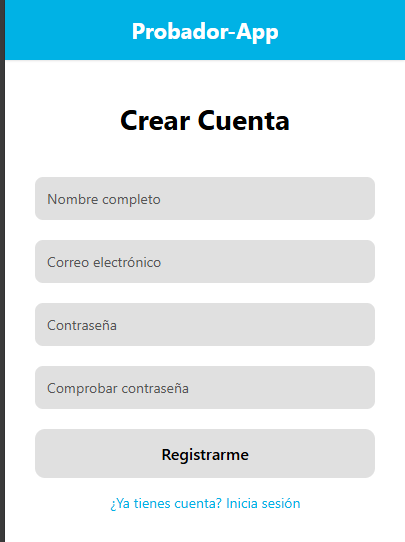 Probador-App
Crear Cuenta
Nombre completo
Correo electrónico
Contraseña
Comprobar contraseña
Registrarme
¿Ya tienes cuenta? Inicia sesión